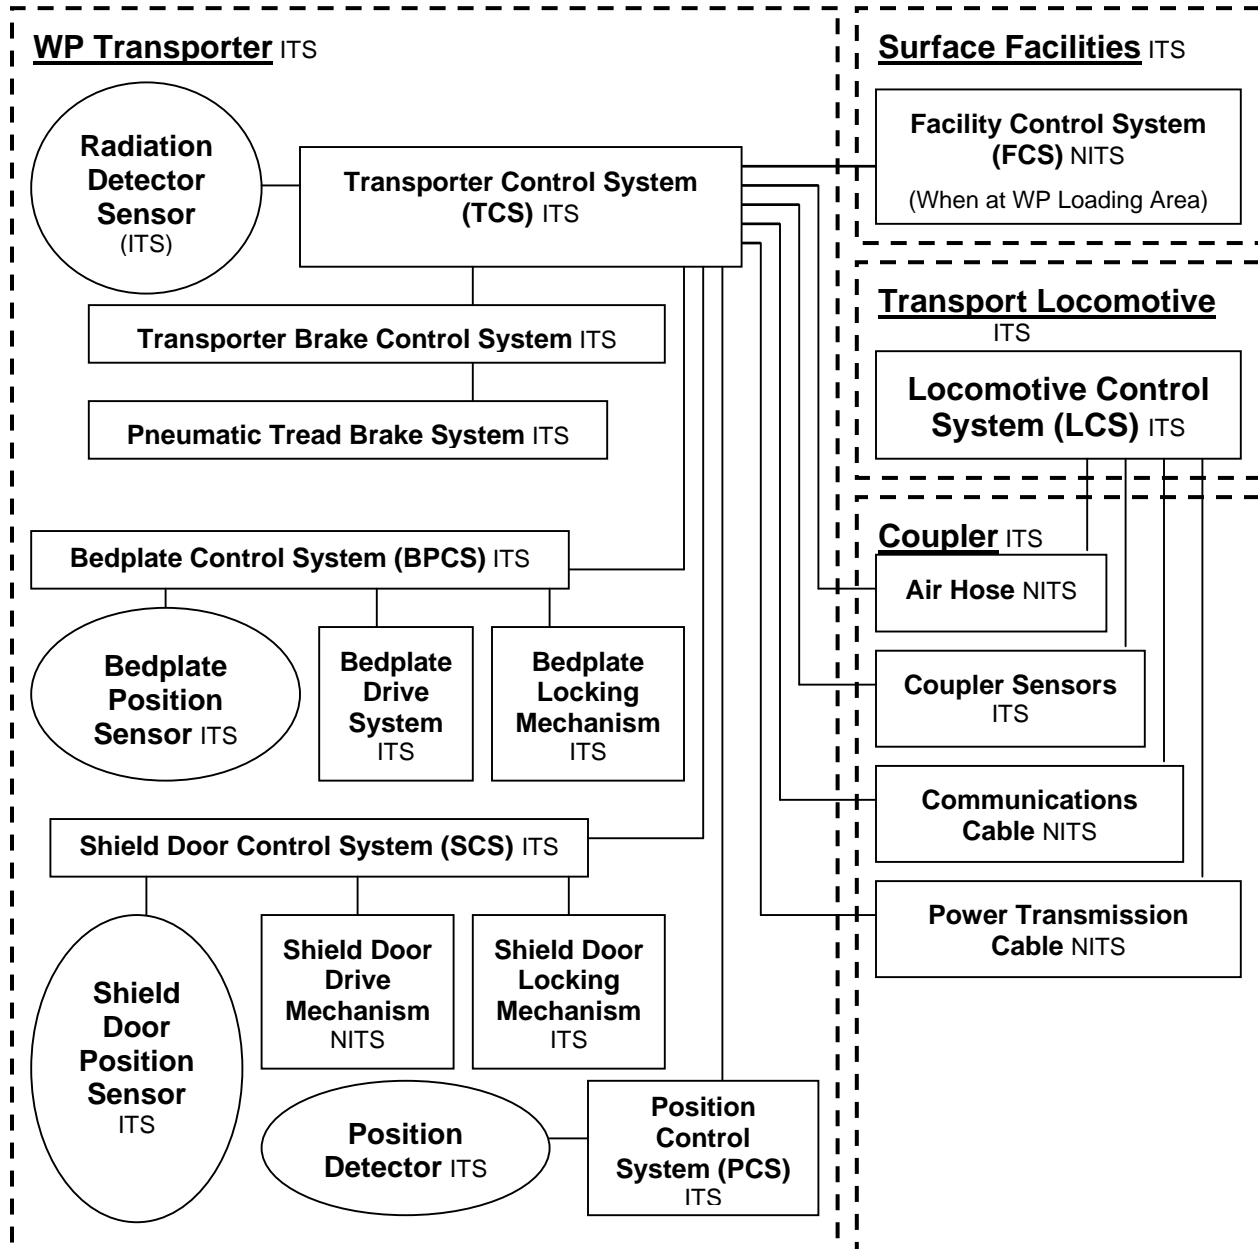 WP Transporter ITS
Radiation
Detector
Sensor
(ITS)
Transporter Control System
(TCS) ITS
Transporter Brake Control System ITS
Pneumatic Tread Brake System ITS
Bedplate Control System (BPCS) ITS
Bedplate
Position
Sensor ITS
Bedplate
Drive
System
ITS
Bedplate
Locking
Mechanism
ITS
Shield Door Control System (SCS) ITS
Shield
Door
Position
Sensor
ITS
Shield Door
Drive
Mechanism
NITS
Shield Door
Locking
Mechanism
ITS
Position
Detector ITS
Position
Control
System (PCS)
ITS
Surface Facilities ITS
Facility Control System
(FCS) NITS
(When at WP Loading Area)
Transport Locomotive
ITS
Locomotive Control
System (LCS) ITS
Coupler ITS
Air Hose NITS
Coupler Sensors
ITS
Communications
Cable NITS
Power Transmission
Cable NITS